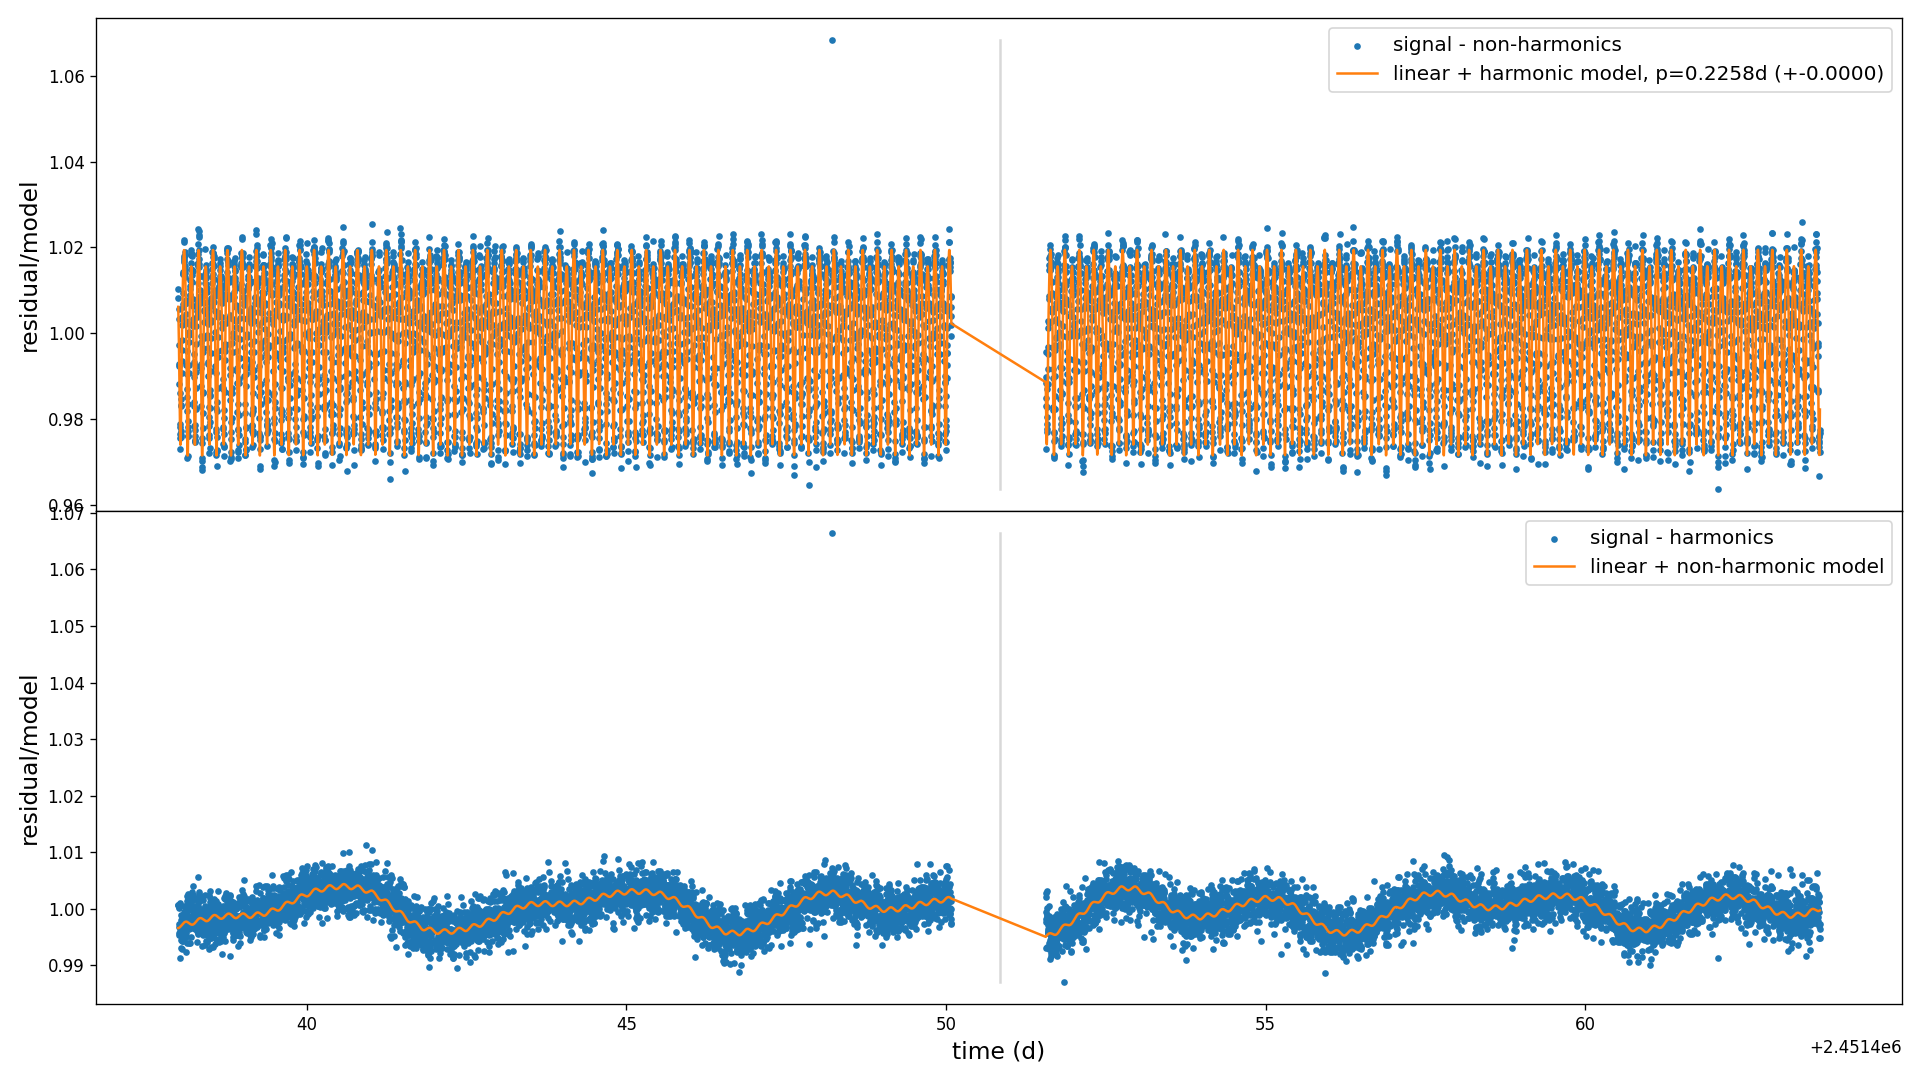 signal - non-harmonics
linear + harmonic model, p=0.2258d (+-0.0000)
residual/model
1.06
1.04
1.02
1.00
0.98
0.96
signal - harmonics
linear + non-harmonic model
residual/model
1.07
1.06
1.05
1.04
1.03
1.02
1.01
1.00
0.99
40
45
50
55
60
time (d)
+2.4514e6